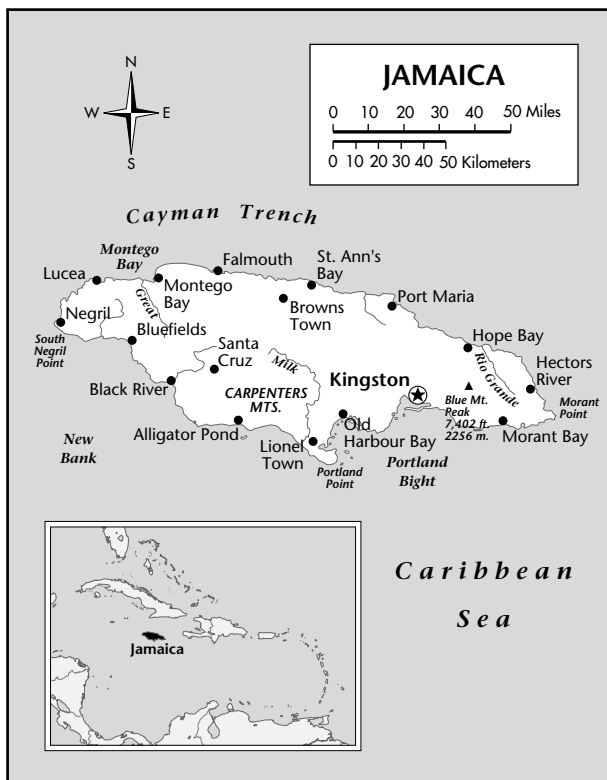 JAMAICA
0 10 20 30 40 50 Miles
0 10 20 30 40 50 Kilometers
N
W E
S
Cayman Trench
Montego
Bay
Falmouth
St. Ann's
Bay
Lucea
Montego
Bay
Great
Browns
Town
Port Maria
Negril
South
Negril
Point
Bluefields
Santa
Cruz
Milk
Hope Bay
Rio Grande
Hectors
River
Black River
CARPENTERS
MTS.
Kingston
Blue Mt.
Peak
7,402 ft.
2256 m.
Morant
Point
New
Bank
Alligator Pond
Lionel
Town
Old
Harbour Bay
Morant Bay
Portland
Point
Portland
Bight
Caribbean
Sea
Jamaica